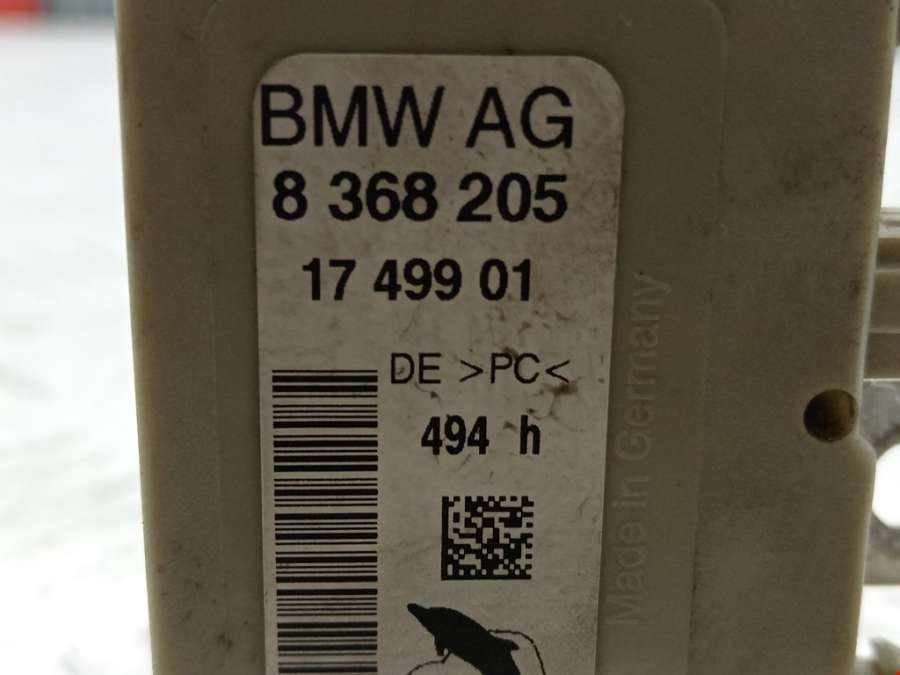 BMW AG
8 368 205
17 499 01
DE >PC<
494 h
Made in Germany